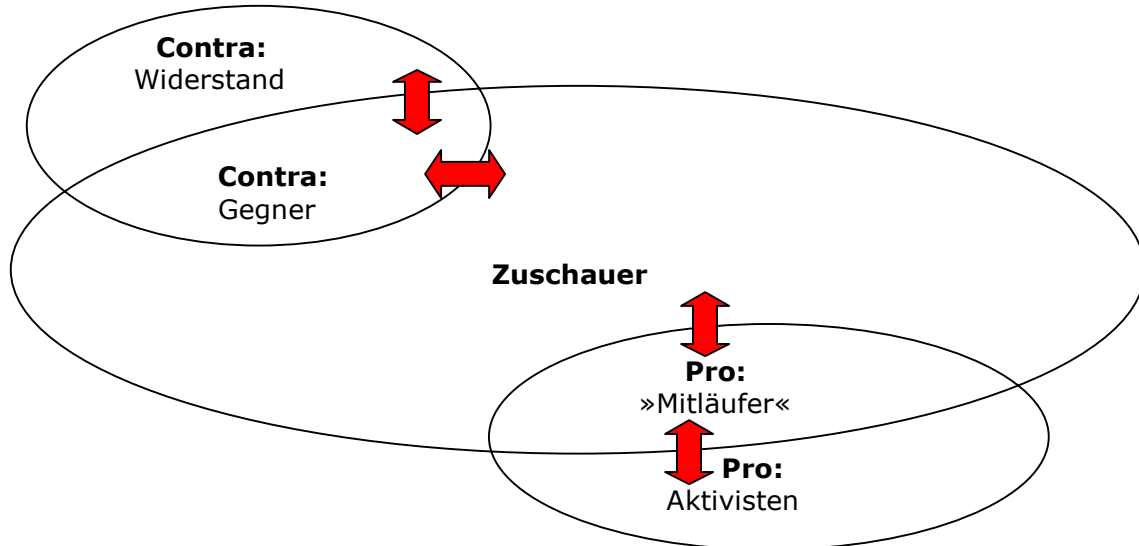 Contra:
Widerstand
Contra:
Gegner
Zuschauer
Pro:
»Mitläufer«
Pro:
Aktivisten